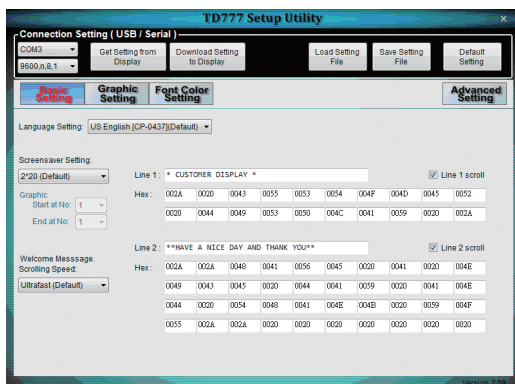 TD777 Setup Utility
Connection Setting ( USB / Serial )
COM3
9600,n,8,1
Get Setting from Display
Download Setting to Display
Load Setting File
Save Setting File
Default Setting
Basic Setting
Graphic Setting
Font Color Setting
Advanced Setting
Language Setting: US English [CP-0437](Default)
Screensaver Setting:
2*20 (Default)
Graphic
Start at No: 1
End at No: 1
Line 1 : * CUSTOMER DISPLAY *
Line 1 scroll
Hex : 002A 0020 0043 0055 0053 0054 004F 004D 0045 0052
0020 0044 0049 0053 0050 004C 0041 0059 0020 002A
Line 2 : **HAVE A NICE DAY AND THANK YOU**
Line 2 scroll
Welcome Messsage.
Scrolling Speed:
Ultrafast (Default)
Hex : 002A 002A 0048 0041 0056 0045 0020 0041 0020 004E
0049 0043 0045 0020 0044 0041 0059 0020 0041 004E
0044 0020 0054 0048 0041 004E 004B 0020 0059 004F
0055 002A 002A 0020 0020 0020 0020 0020 0020 0020
Version 2.09